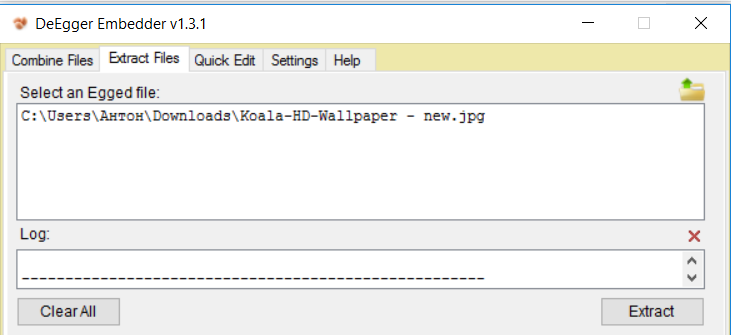 DeEgger Embedder v1.3.1
Combine Files Extract Files Quick Edit Settings Help
Select an Egged file:
C:\Users\Антон\Downloads\Koala-HD-Wallpaper - new.jpg
Log:
-----------------------------------------------------
Clear All Extract